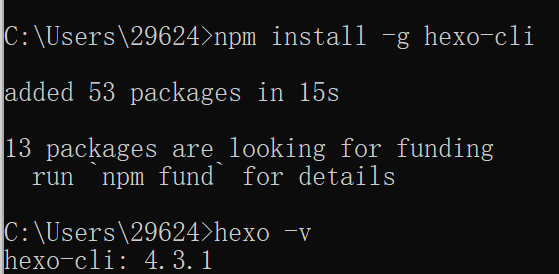 C:\Users\29624>npm install -g hexo-cli
added 53 packages in 15s
13 packages are looking for funding
  run `npm fund` for details
C:\Users\29624>hexo -v
hexo-cli: 4.3.1